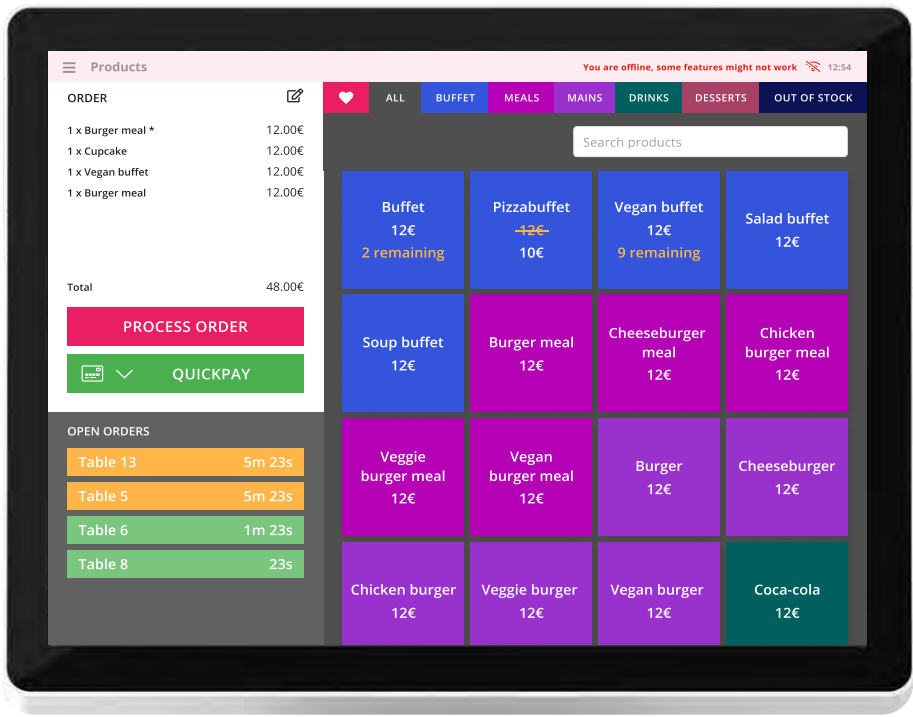 Products
You are offline, some features might not work
12:54
ORDER
1 x Burger meal * 12.00€
1 x Cupcake 12.00€
1 x Vegan buffet 12.00€
1 x Burger meal 12.00€
Total 48.00€
PROCESS ORDER
QUICKPAY
OPEN ORDERS
Table 13 5m 23s
Table 5 5m 23s
Table 6 1m 23s
Table 8 23s
ALL BUFFET MEALS MAINS DRINKS DESSERTS OUT OF STOCK
Search products
Buffet
12€
2 remaining
Pizzabuffet
12€
10€
Vegan buffet
12€
9 remaining
Salad buffet
12€
Soup buffet
12€
Burger meal
12€
Cheeseburger
meal
12€
Chicken
burger meal
12€
Veggie
burger meal
12€
Vegan
burger meal
12€
Burger
12€
Cheeseburger
12€
Chicken burger
12€
Veggie burger
12€
Vegan burger
12€
Coca-cola
12€